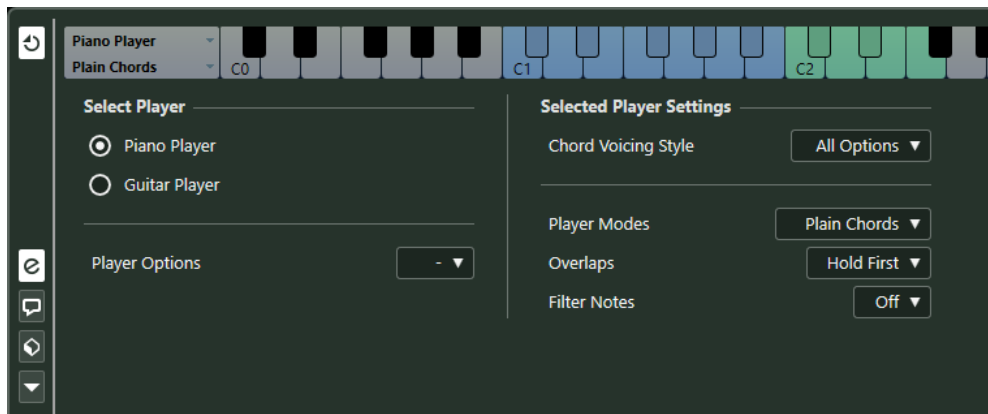 Piano Player
Plain Chords
C0
C1
C2
Select Player
Piano Player
Guitar Player
Player Options
-
Selected Player Settings
Chord Voicing Style
All Options
Player Modes
Plain Chords
Overlaps
Hold First
Filter Notes
Off